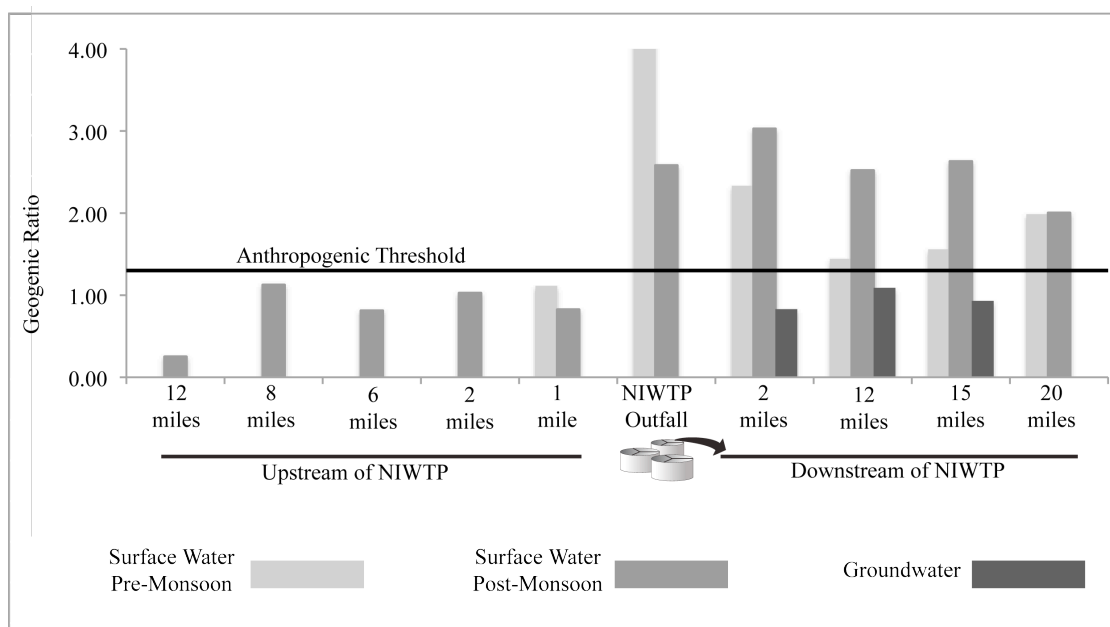 4.00
3.00
2.00
1.00
0.00
Geogenic Ratio
Anthropogenic Threshold
12 miles
8 miles
6 miles
2 miles
1 mile
NIWTP Outfall
2 miles
12 miles
15 miles
20 miles
Upstream of NIWTP
Downstream of NIWTP
Surface Water
Pre-Monsoon
Surface Water
Post-Monsoon
Groundwater